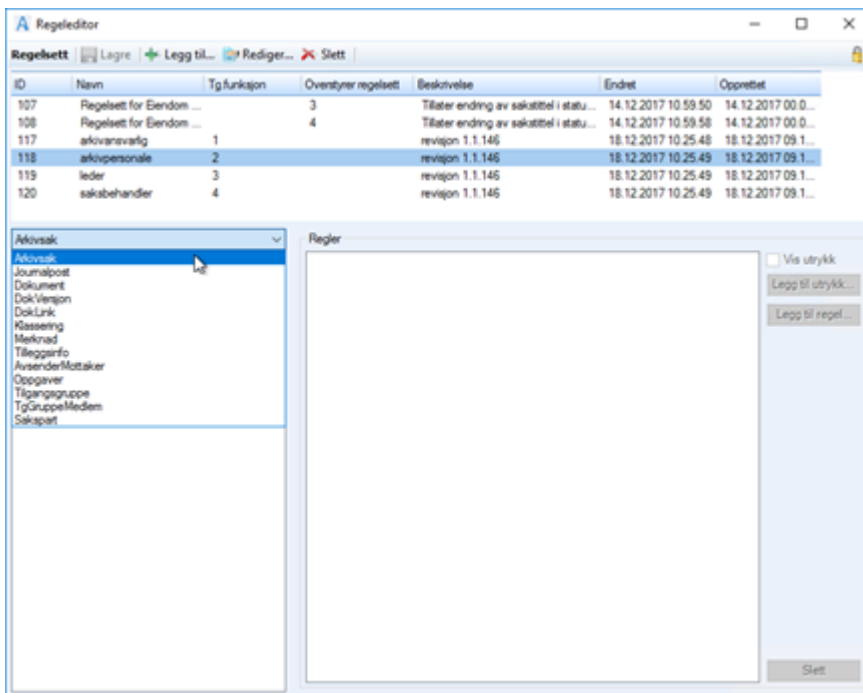 Regeleditor
Regelsett Lagre Legg til... Rediger... Slett
ID Navn Tg.funksjon Overstyrer regelsett Beskrivelse Endret Opprettet
107 Regelsett for Eiendom ... 3 Tillater endring av sakstittel i statu... 14.12.2017 10.59.50 14.12.2017 00.0...
108 Regelsett for Eiendom ... 4 Tillater endring av sakstittel i statu... 14.12.2017 10.59.58 14.12.2017 00.0...
117 arkivansvarlig 1 revisjon 1.1.146 18.12.2017 10.25.48 18.12.2017 09.1...
118 arkivpersonale 2 revisjon 1.1.146 18.12.2017 10.25.49 18.12.2017 09.1...
119 leder 3 revisjon 1.1.146 18.12.2017 10.25.49 18.12.2017 09.1...
120 saksbehandler 4 revisjon 1.1.146 18.12.2017 10.25.49 18.12.2017 09.1...
Arkivsak
Arkivsak
Journalpost
Dokument
DokVersjon
DokLink
Klassering
Merknad
Tilleggsinfo
AvsenderMottaker
Oppgaver
Tilgangsgruppe
TgGruppeMedlem
Sakspart
Regler
Vis utrykk
Legg til utrykk...
Legg til regel...
Slett